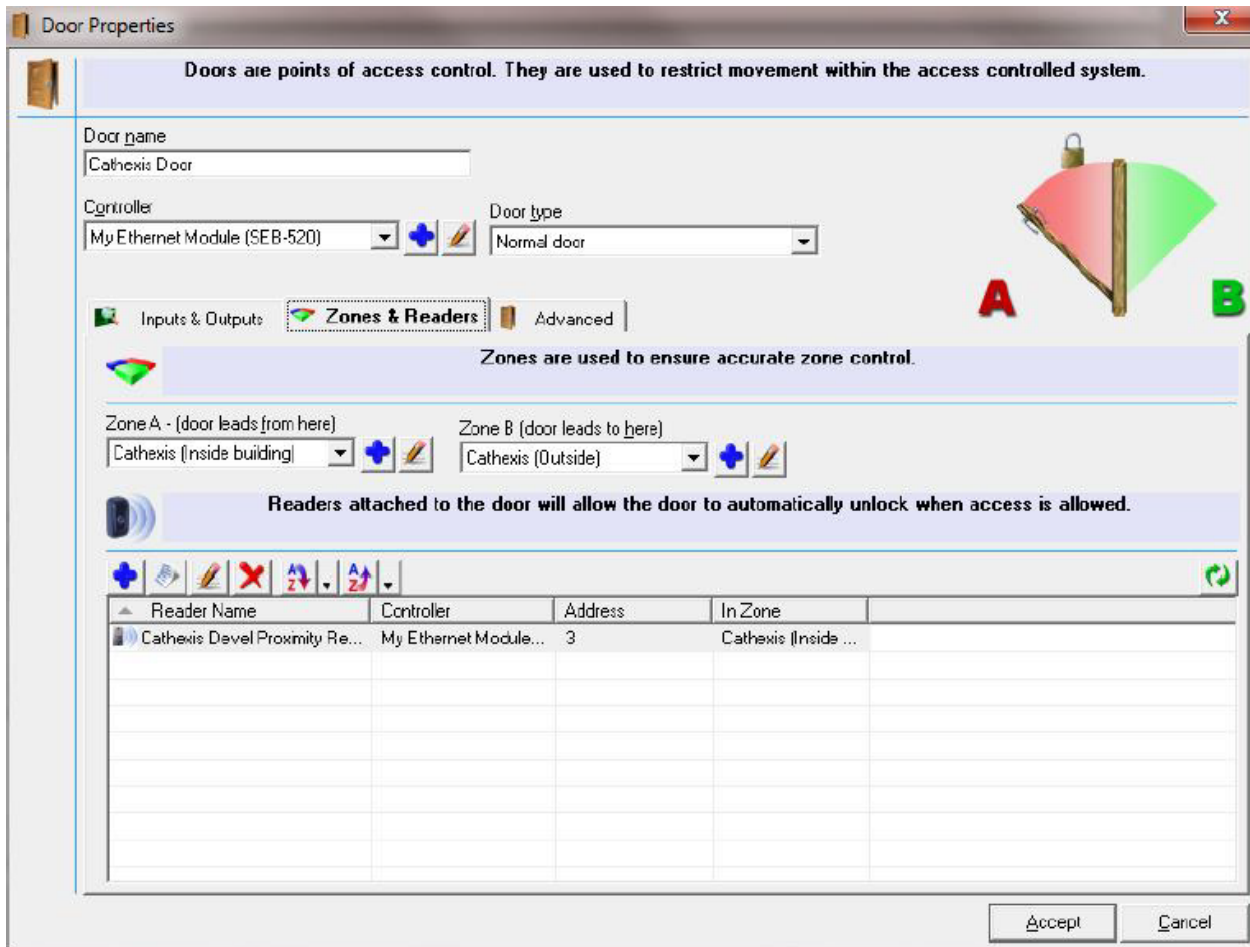 Door Properties
X
Doors are points of access control. They are used to restrict movement within the access controlled system.
Door name
Cathexis Door
Controller
Door type
My Ethernet Module (SEB-520)
Normal door
A
B
Inputs & Outputs
Zones & Readers
Advanced
Zones are used to ensure accurate zone control.
Zone A - (door leads from here)
Zone B (door leads to here)
Cathexis (Inside building)
Cathexis (Outside)
Readers attached to the door will allow the door to automatically unlock when access is allowed.
A Z
A Z
Reader Name Controller Address In Zone
Cathexis Devel Proximity Re... My Ethernet Module... 3 Cathexis (Inside ...
Accept
Cancel